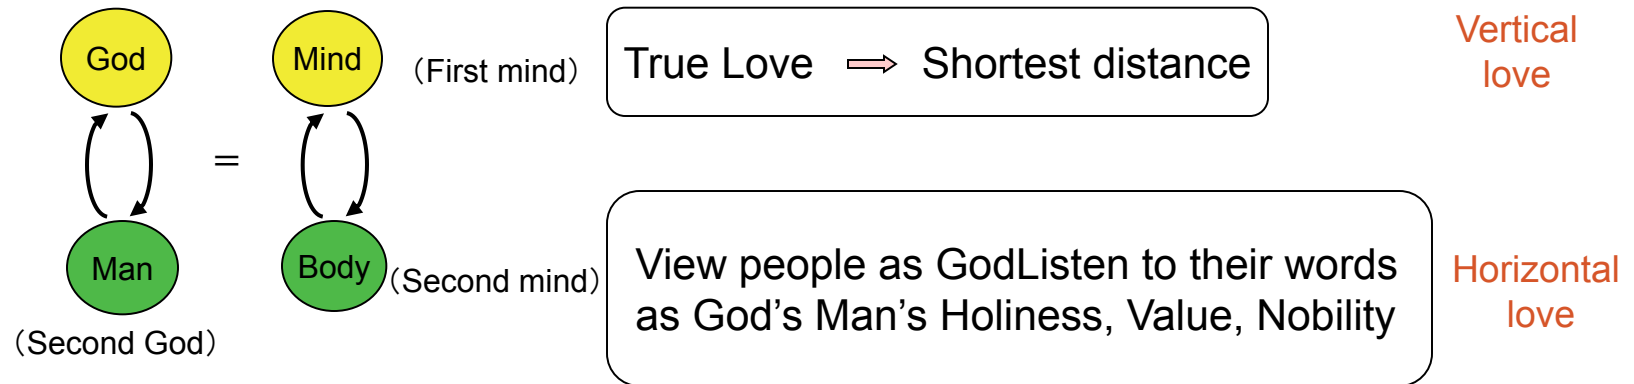 God
Mind
(First mind)
True Love ⇨ Shortest distance
Vertical
love
=
Man
Body
(Second mind)
(Second God)
View people as GodListen to their words
as God's Man's Holiness, Value, Nobility
Horizontal
love